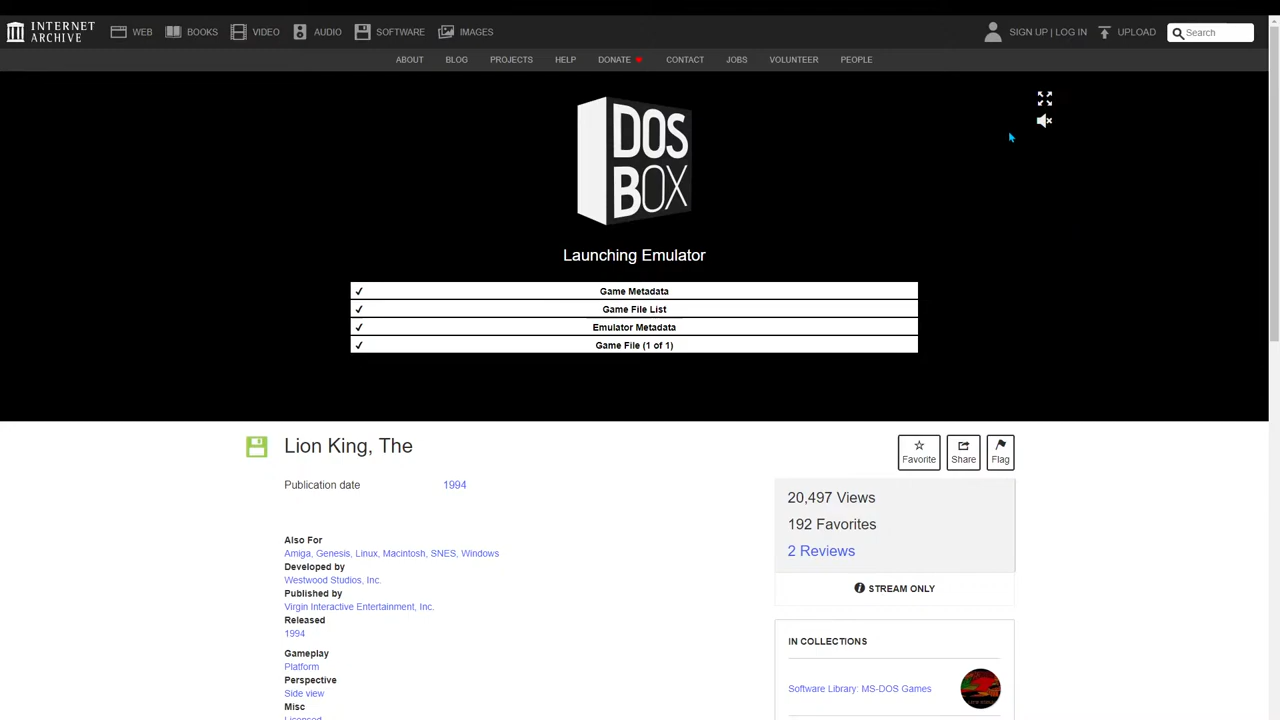 INTERNET ARCHIVE
WEB BOOKS VIDEO AUDIO SOFTWARE IMAGES SIGN UP | LOG IN UPLOAD Search
ABOUT BLOG PROJECTS HELP DONATE CONTACT JOBS VOLUNTEER PEOPLE
DOS
BOX
Launching Emulator
✓ Game Metadata
✓ Game File List
✓ Emulator Metadata
✓ Game File (1 of 1)
Lion King, The
Favorite Share Flag
Publication date 1994
20,497 Views
192 Favorites
2 Reviews
Also For
Amiga, Genesis, Linux, Macintosh, SNES, Windows
Developed by
Westwood Studios, Inc.
Published by
Virgin Interactive Entertainment, Inc.
Released
1994
Gameplay
Platform
Perspective
Side view
Misc
Licensed
STREAM ONLY
IN COLLECTIONS
Software Library: MS-DOS Games